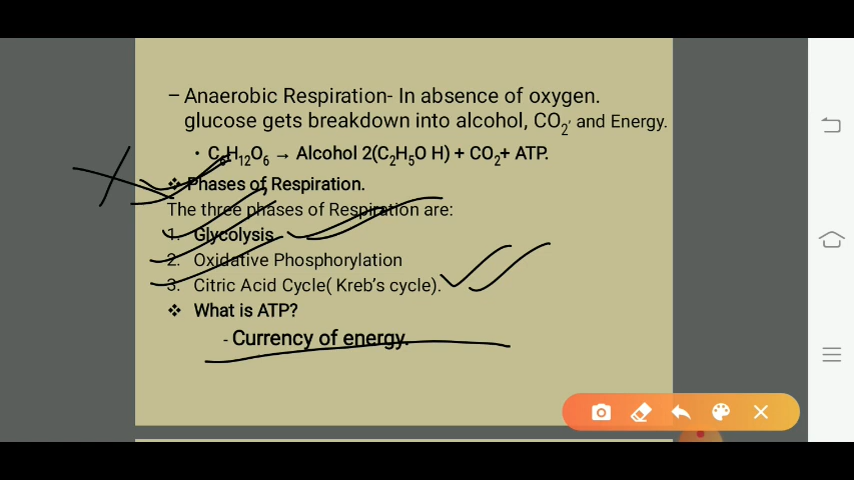 – Anaerobic Respiration- In absence of oxygen.
glucose gets breakdown into alcohol, CO₂, and Energy.
• C₆H₁₂O₆ → Alcohol 2(C₂H₅O H) + CO₂+ ATP.
❖ Phases of Respiration.
The three phases of Respiration are:
1. Glycolysis
2. Oxidative Phosphorylation
3. Citric Acid Cycle( Kreb’s cycle).
❖ What is ATP?
- Currency of energy.